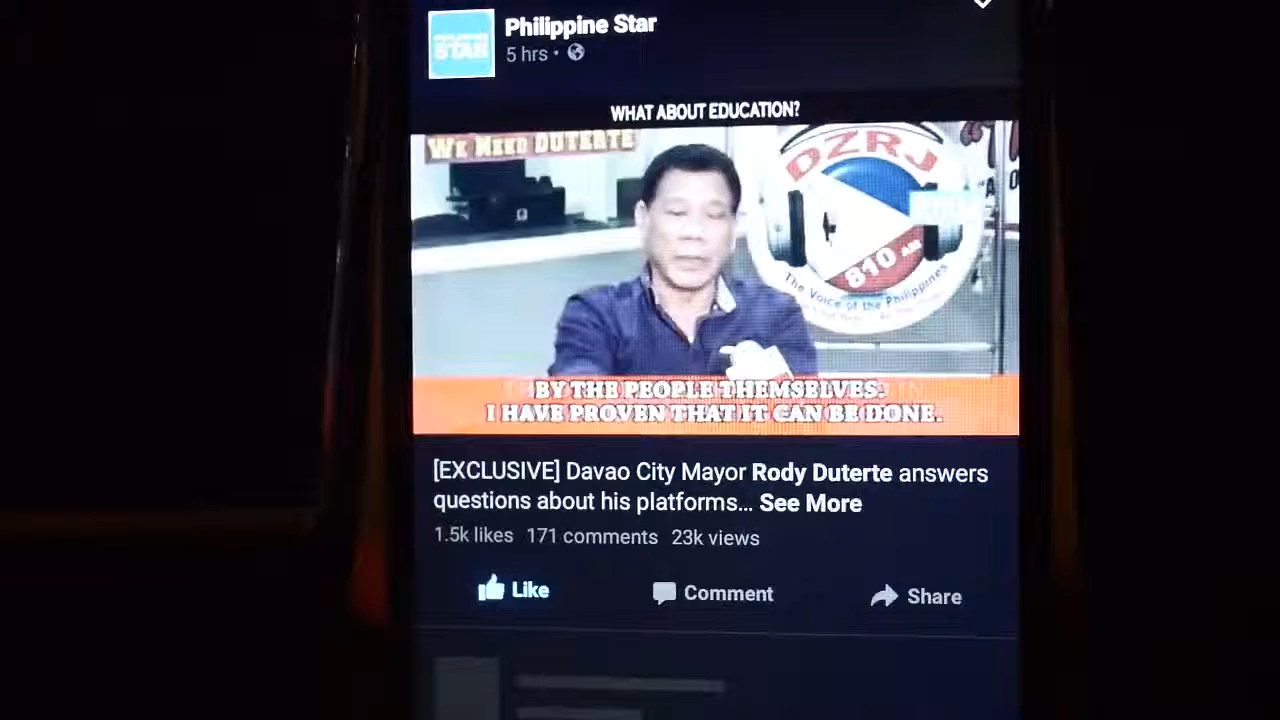 Philippine Star
STAR
5 hrs
WHAT ABOUT EDUCATION?
WE NEED DUTERTE
DZRJ
810 AM
The Voice of the Philippines
BY THE PEOPLE THEMSELVES.
I HAVE PROVEN THAT IT CAN BE DONE.
[EXCLUSIVE] Davao City Mayor Rody Duterte answers
questions about his platforms... See More
1.5k likes 171 comments 23k views
Like Comment Share